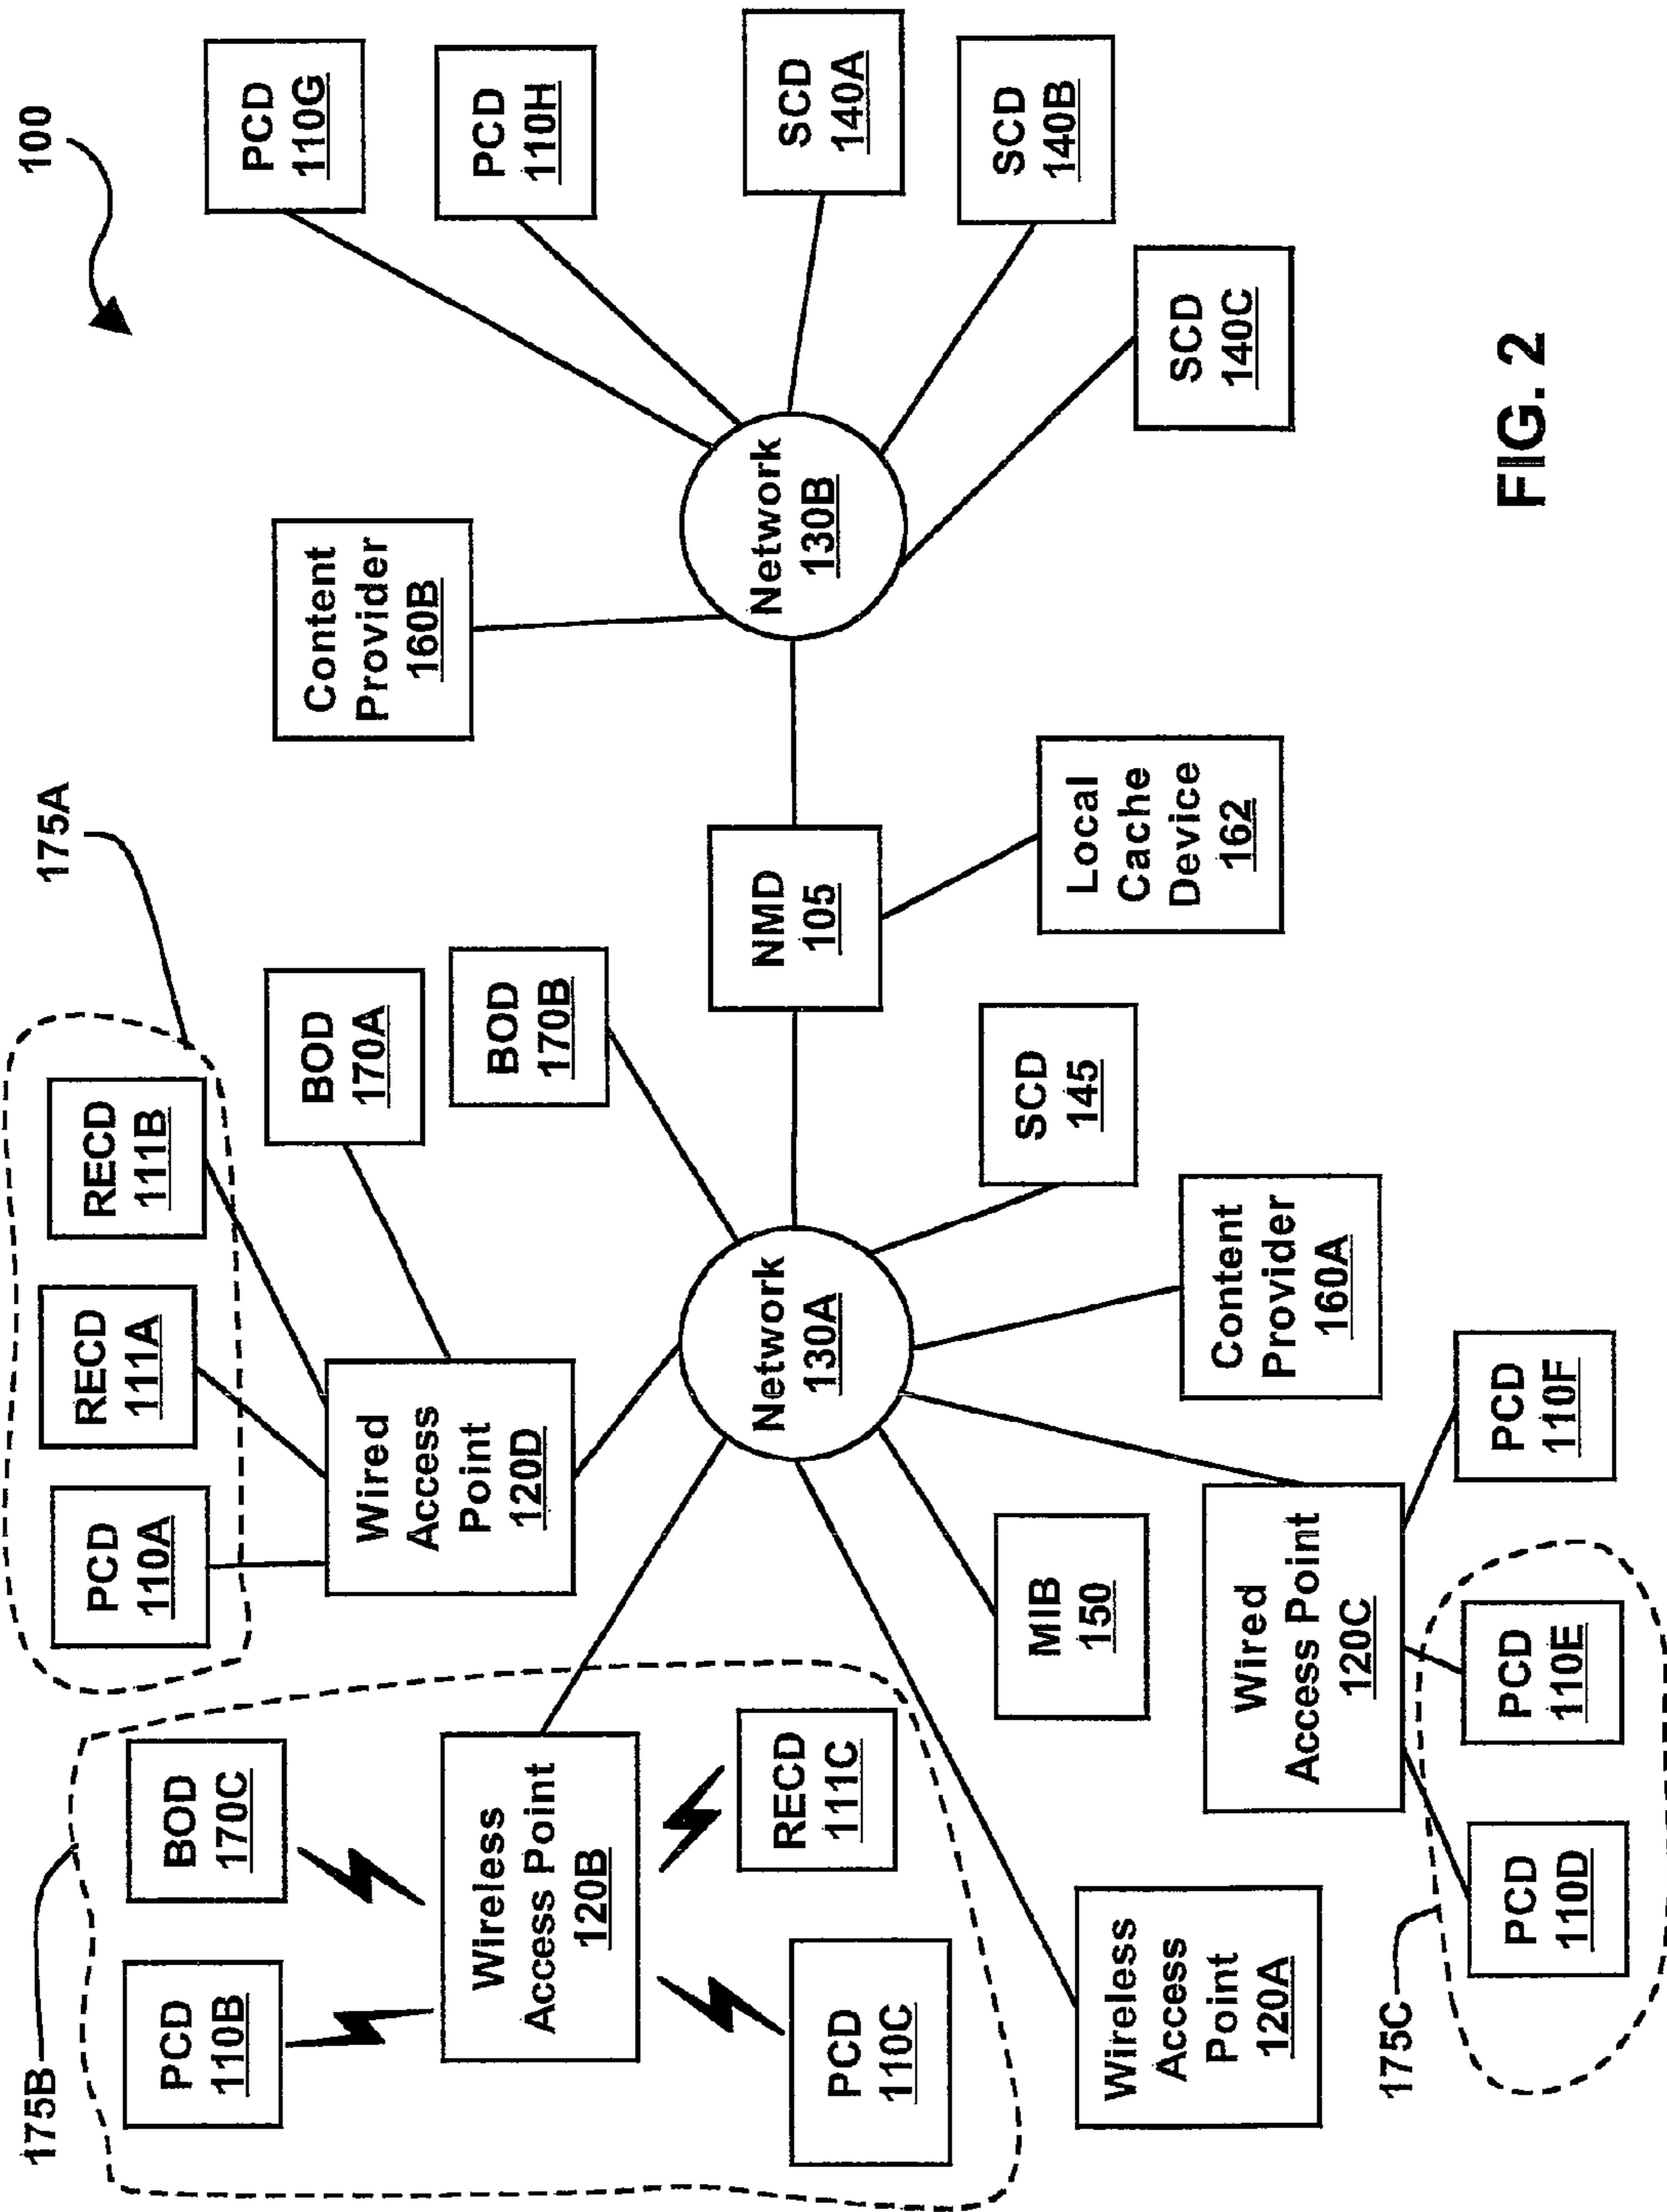 100
175A
175B
PCD
110A
RECD
111A
RECD
111B
BOD
170A
BOD
170B
BOD
170C
PCD
110B
Wireless
Access Point
120B
PCD
110C
RECD
111C
Wired
Access
Point
120D
Content
Provider
160B
PCD
110G
PCD
110H
SCD
140A
SCD
140B
SCD
140C
Network
130A
NMD
105
Network
130B
Local
Cache
Device
162
SCD
145
Content
Provider
160A
MIB
150
Wireless
Access
Point
120A
Wired
Access Point
120C
175C
PCD
110D
PCD
110E
PCD
110F
FIG. 2